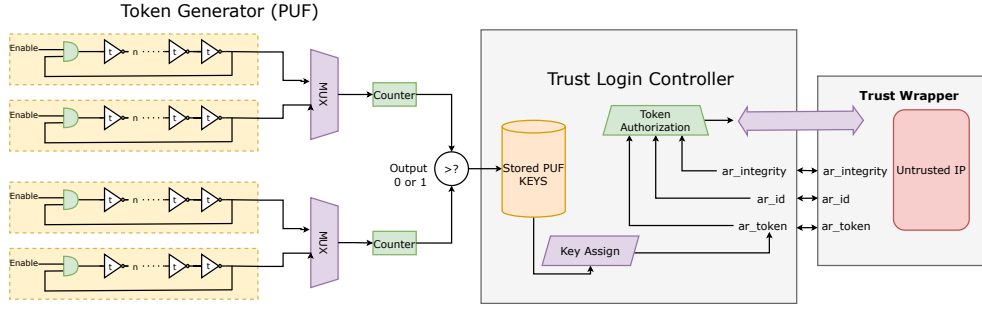 Token Generator (PUF)
Enable
t
n
t
t
Enable
t
n
t
t
MUX
Counter
Output
0 or 1
>?
Enable
t
n
t
t
Enable
t
n
t
t
MUX
Counter
Trust Login Controller
Stored PUF
KEYS
Token
Authorization
ar_integrity
ar_id
ar_token
Key Assign
Trust Wrapper
Untrusted IP
ar_integrity
ar_id
ar_token